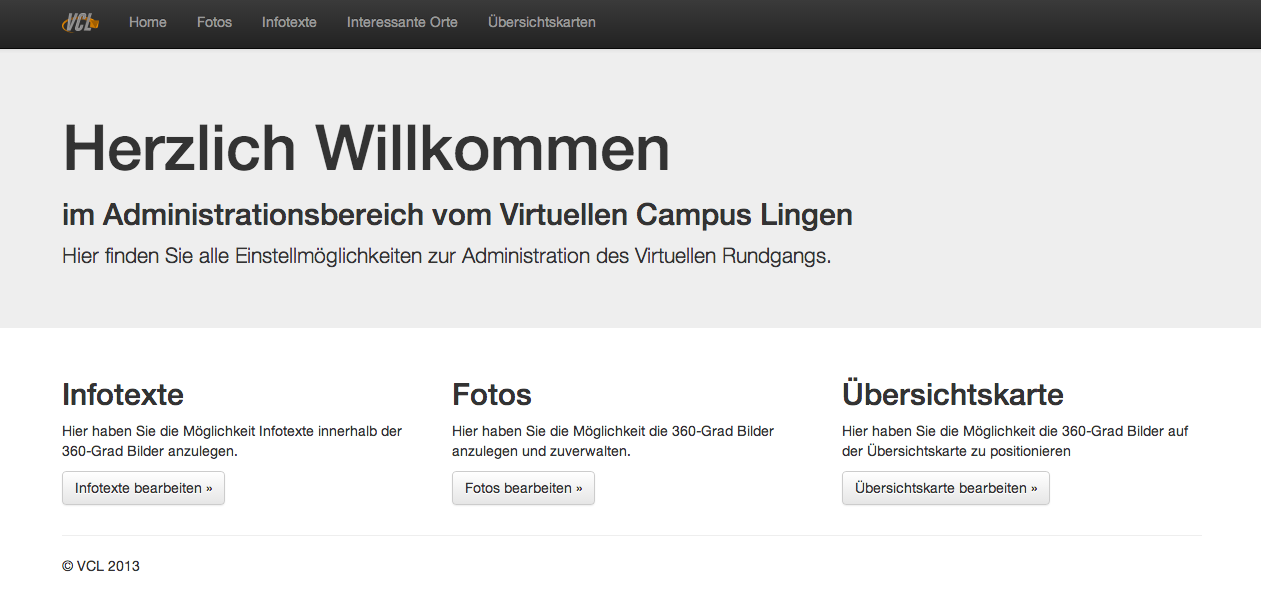 VCL Home Fotos Infotexte Interessante Orte Übersichtskarten
Herzlich Willkommen
im Administrationsbereich vom Virtuellen Campus Lingen
Hier finden Sie alle Einstellmöglichkeiten zur Administration des Virtuellen Rundgangs.
Infotexte
Hier haben Sie die Möglichkeit Infotexte innerhalb der
360-Grad Bilder anzulegen.
Infotexte bearbeiten »
Fotos
Hier haben Sie die Möglichkeit die 360-Grad Bilder
anzulegen und zuverwalten.
Fotos bearbeiten »
Übersichtskarte
Hier haben Sie die Möglichkeit die 360-Grad Bilder auf
der Übersichtskarte zu positionieren
Übersichtskarte bearbeiten »
© VCL 2013